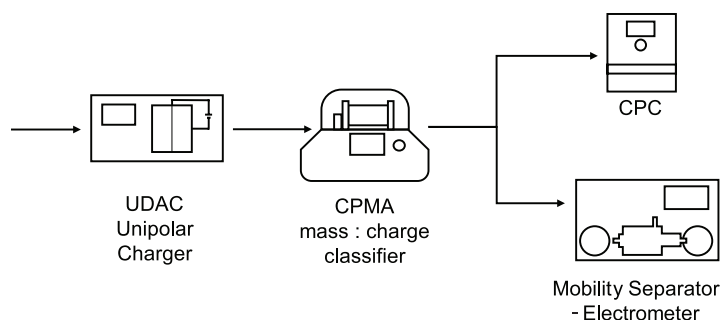 UDAC
Unipolar
Charger
CPMA
mass : charge
classifier
CPC
Mobility Separator
- Electrometer